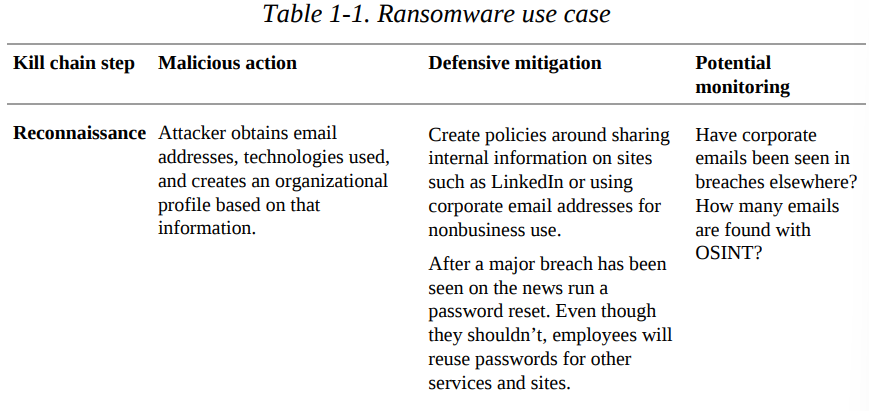 Table 1-1. Ransomware use case
Kill chain step Malicious action Defensive mitigation Potential monitoring
Reconnaissance
Attacker obtains email
addresses, technologies used,
and creates an organizational
profile based on that
information.
Create policies around sharing
internal information on sites
such as LinkedIn or using
corporate email addresses for
nonbusiness use.
After a major breach has been
seen on the news run a
password reset. Even though
they shouldn’t, employees will
reuse passwords for other
services and sites.
Have corporate
emails been seen in
breaches elsewhere?
How many emails
are found with
OSINT?